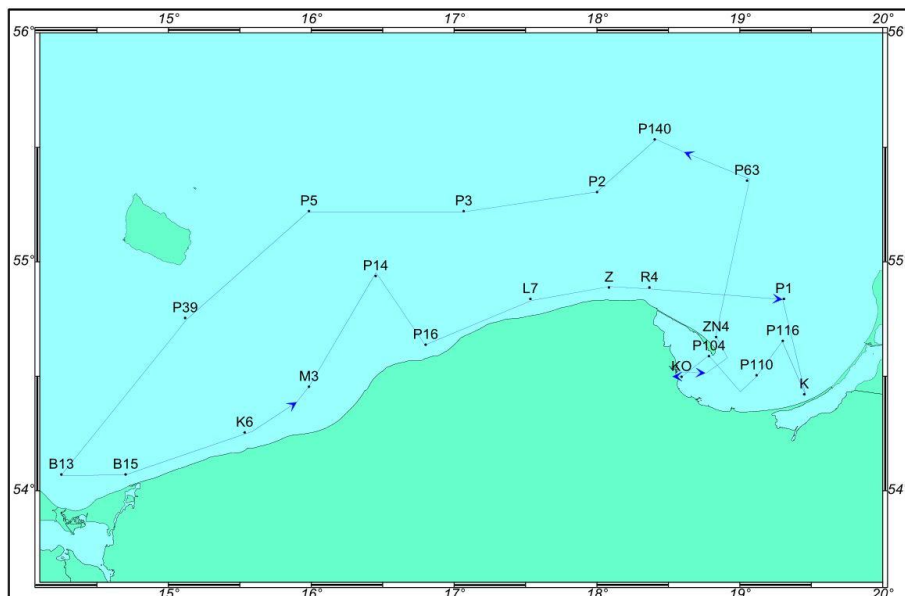 15° 16° 17° 18° 19° 20°
56° 56°
P140
P63
P2
P5 P3
P14
55° 55°
Z R4
L7 P1
P39
ZN4 P116
P16
P104
KO P110
M3 K
K6
B13 B15
54° 54°
15° 16° 17° 18° 19° 20°